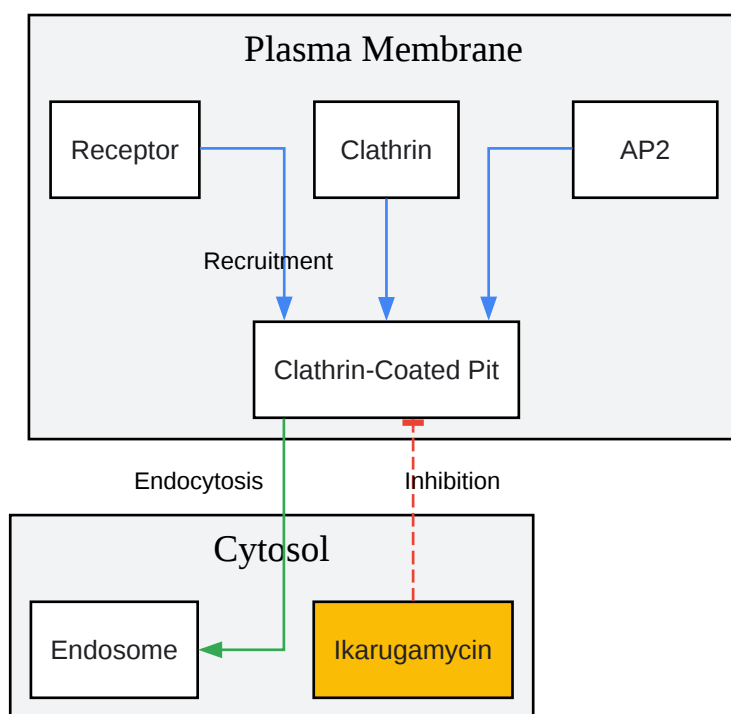 Plasma Membrane
Receptor
Clathrin
AP2
Recruitment
Clathrin-Coated Pit
Endocytosis
Inhibition
Cytosol
Endosome
Ikarugamycin